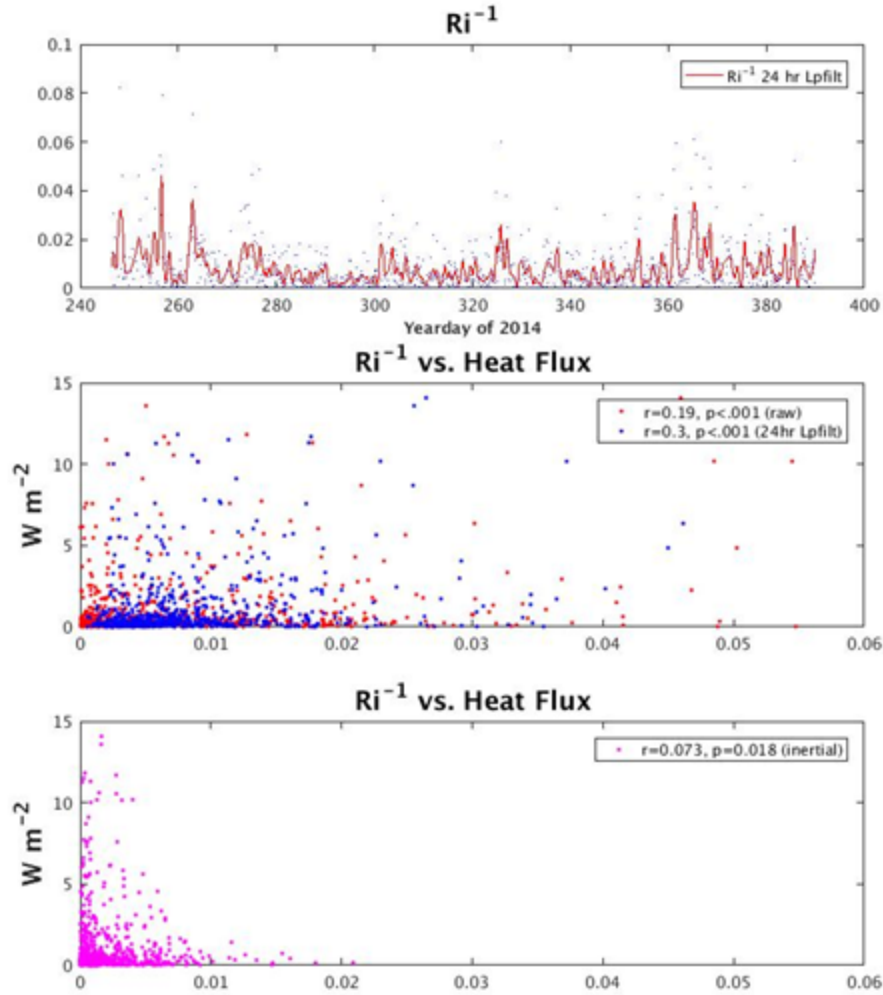 Ri⁻¹
0.1
0.08
0.06
0.04
0.02
0
Ri⁻¹ 24 hr Lpfilt
240 260 280 300 320 340 360 380 400
Yearday of 2014
Ri⁻¹ vs. Heat Flux
15
10
5
0
W m⁻²
r=0.19, p<.001 (raw)
r=0.3, p<.001 (24hr Lpfilt)
0 0.01 0.02 0.03 0.04 0.05 0.06
Ri⁻¹ vs. Heat Flux
15
10
5
0
W m⁻²
r=0.073, p=0.018 (inertial)
0 0.01 0.02 0.03 0.04 0.05 0.06